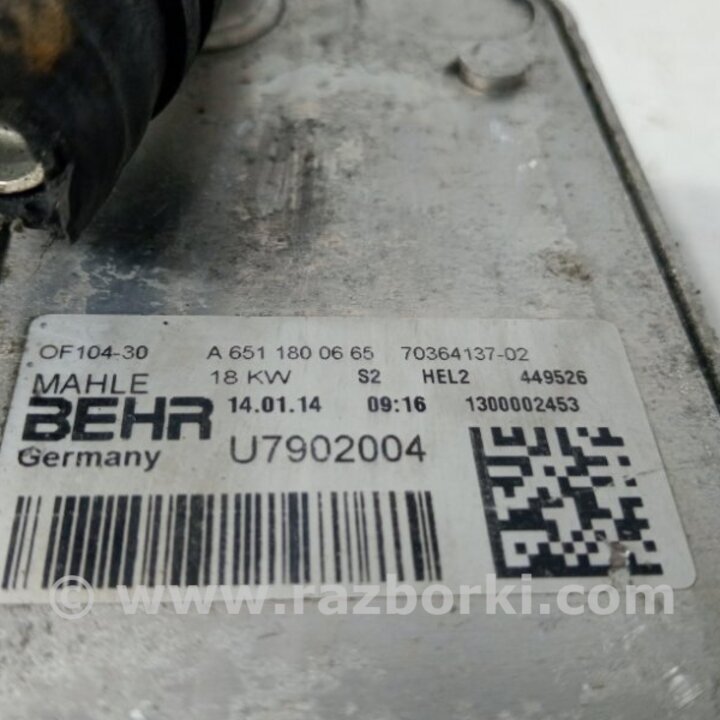 OF104-30 A 651 180 06 65 70364137-02
MAHLE 18 KW S2 HEL2 449526
BEHR 14.01.14 09:16 1300002453
Germany U7902004
© www.razborki.com